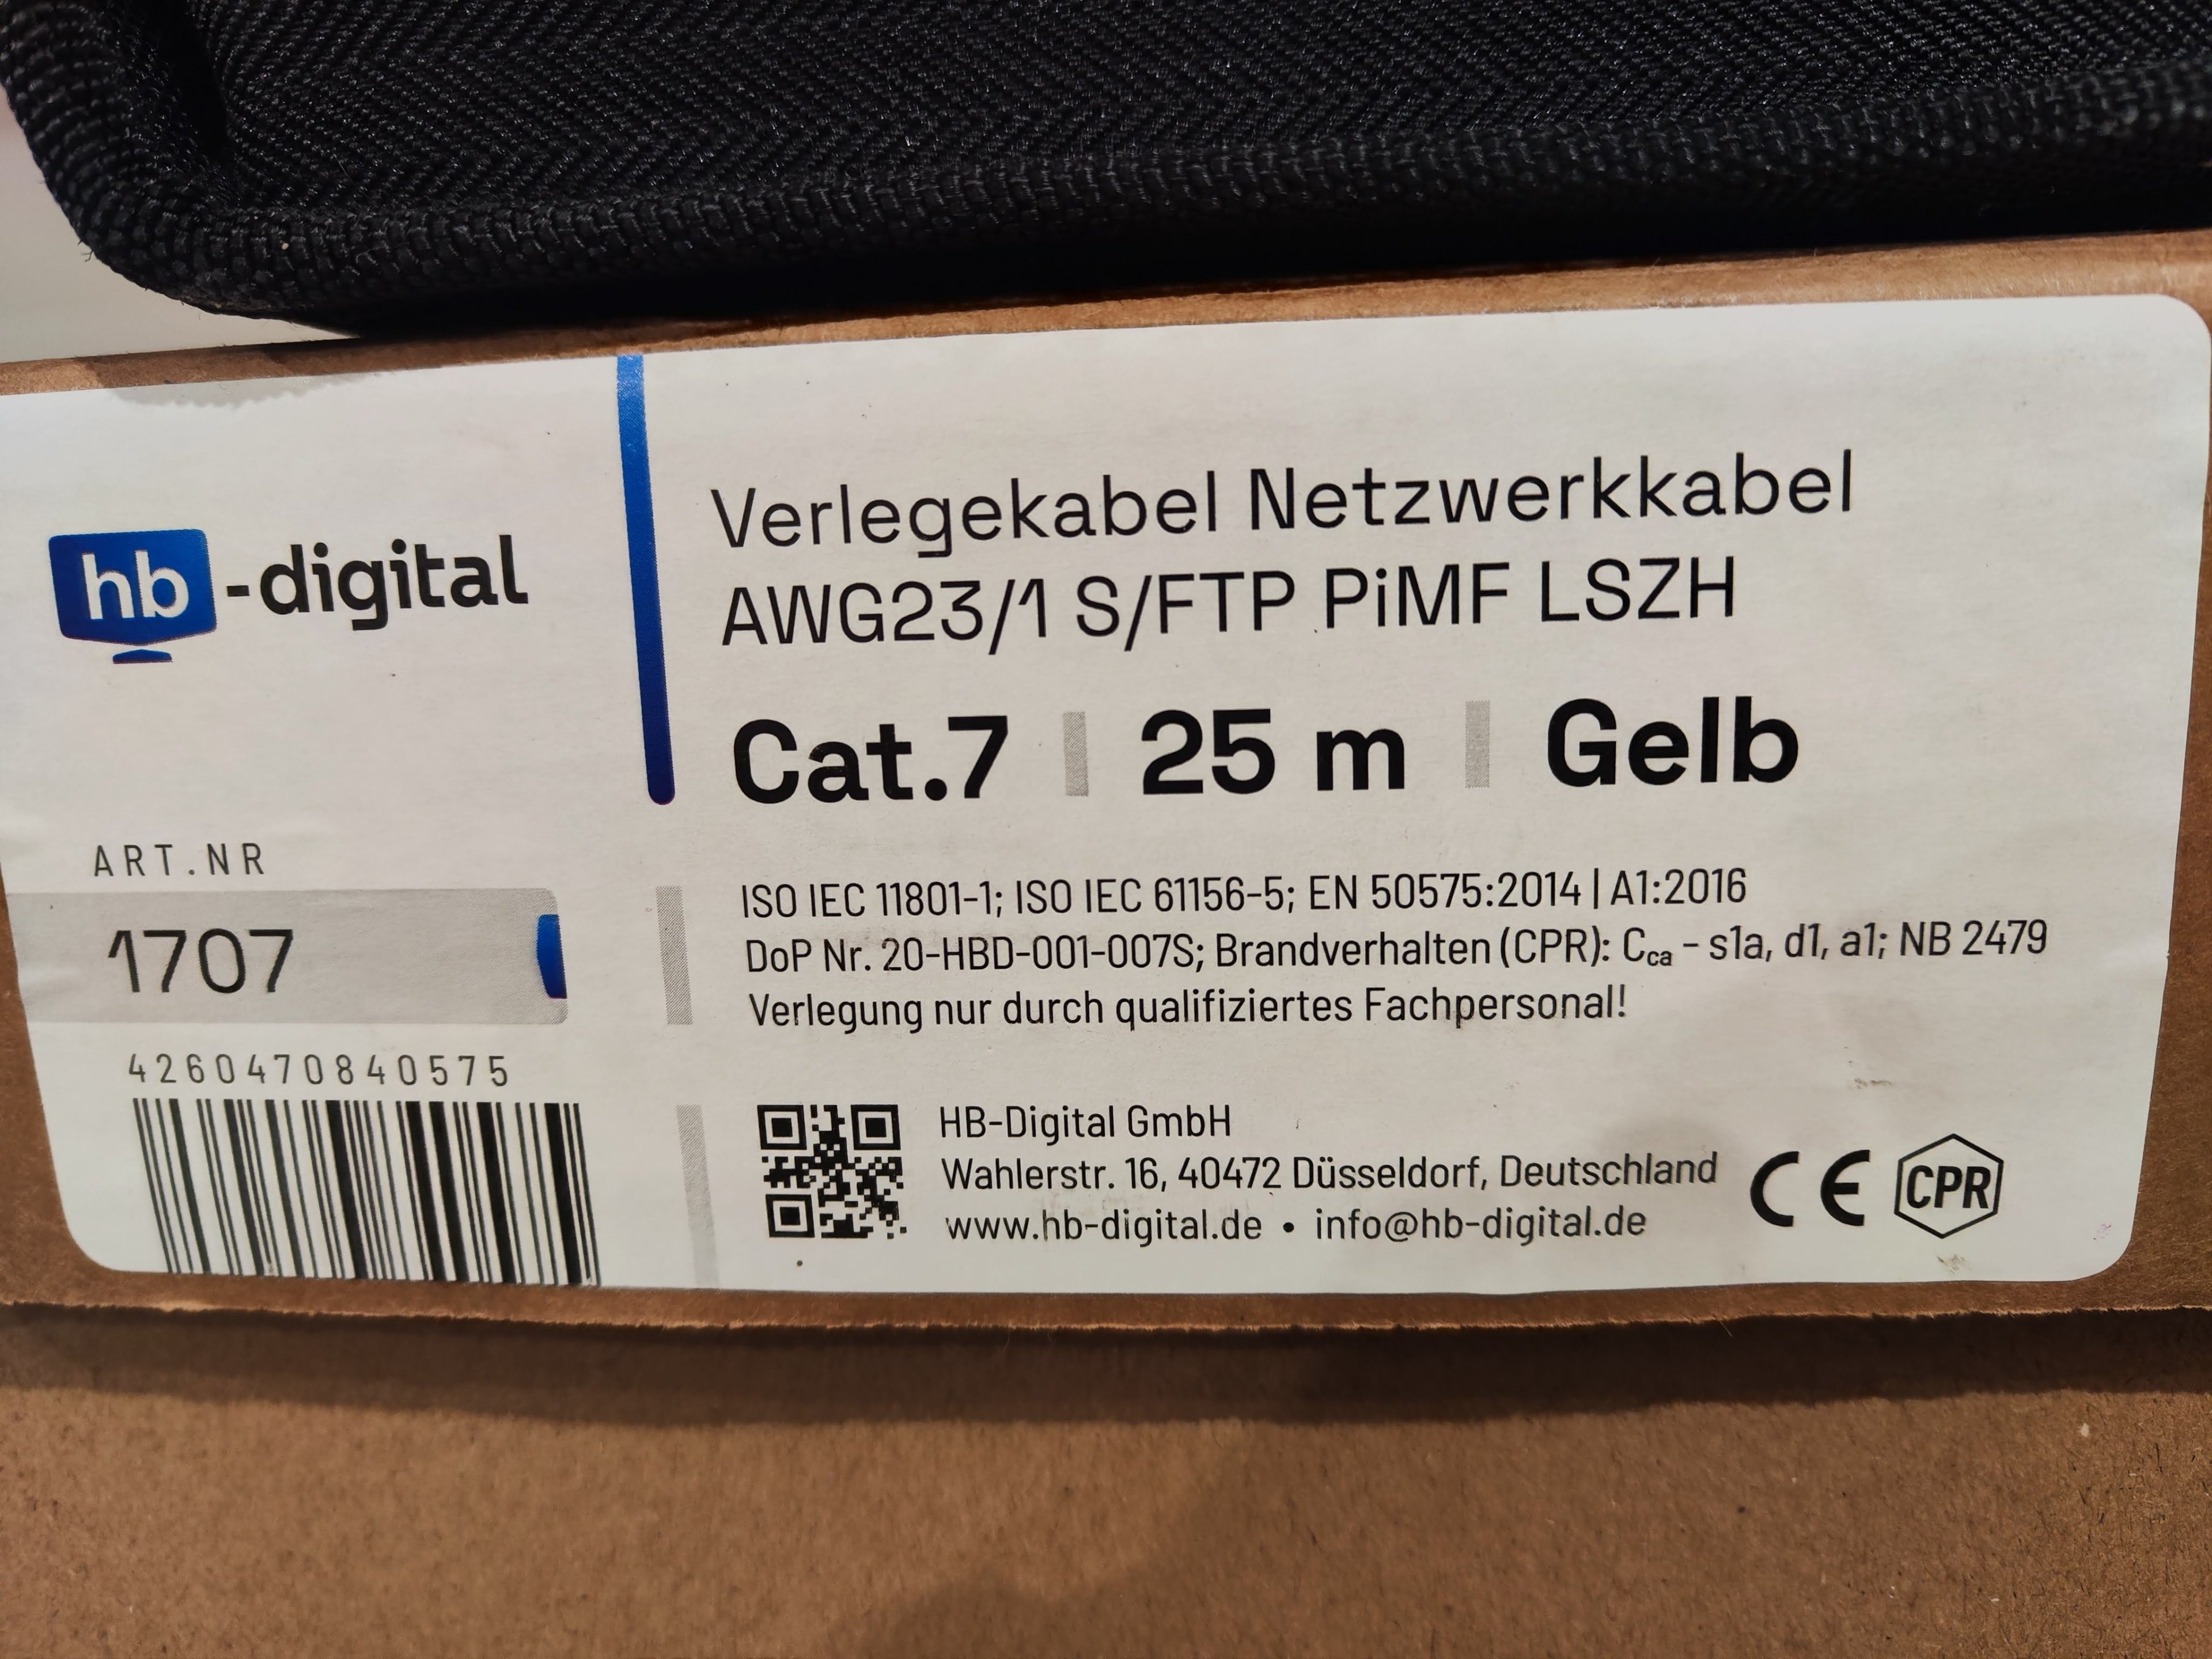 hb-digital
Verlegekabel Netzwerkkabel
AWG23/1 S/FTP PiMF LSZH
Cat.7 25 m Gelb
ART.NR
1707
4260470840575
ISO IEC 11801-1; ISO IEC 61156-5; EN 50575:2014 | A1:2016
DoP Nr. 20-HBD-001-007S; Brandverhalten (CPR): Cca - s1a, d1, a1; NB 2479
Verlegung nur durch qualifiziertes Fachpersonal!
HB-Digital GmbH
Wahlerstr. 16, 40472 Düsseldorf, Deutschland
www.hb-digital.de • info@hb-digital.de
CE CPR